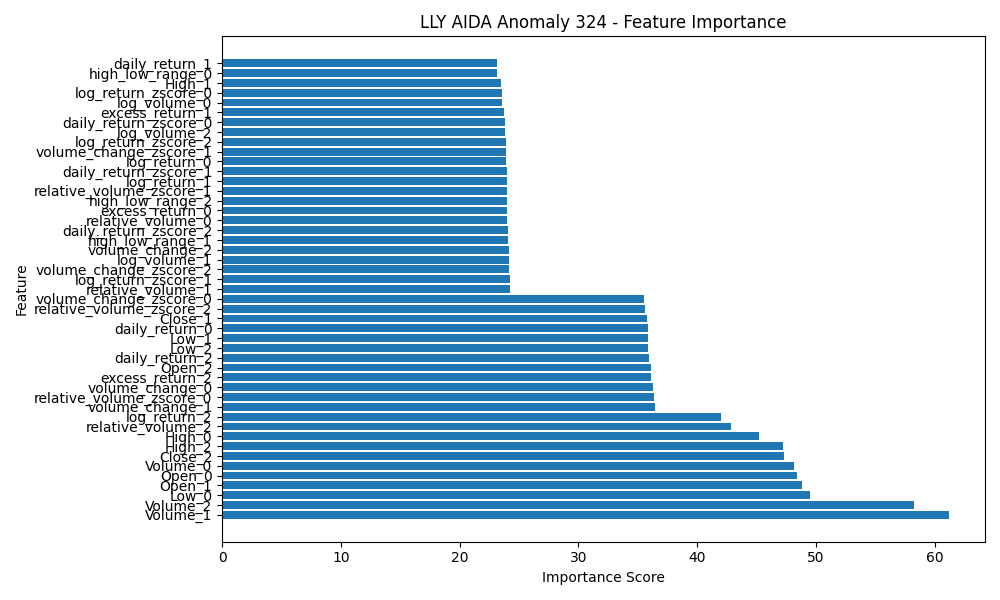 LLY AIDA Anomaly 324 - Feature Importance
daily_return_1
high_low_range_0
High_1
log_return_zscore_0
log_volume_0
excess_return_1
daily_return_zscore_0
log_volume_2
log_return_zscore_2
volume_change_zscore_1
log_return_0
daily_return_zscore_1
log_return_1
relative_volume_zscore_1
high_low_range_2
excess_return_0
relative_volume_0
daily_return_zscore_2
high_low_range_1
volume_change_2
log_volume_1
volume_change_zscore_2
log_return_zscore_1
relative_volume_1
volume_change_zscore_0
relative_volume_zscore_2
Close_1
daily_return_0
Low_1
Low_2
daily_return_2
Open_2
excess_return_2
volume_change_0
relative_volume_zscore_0
volume_change_1
log_return_2
relative_volume_2
High_0
High_2
Close_2
Volume_0
Open_0
Open_1
Low_0
Volume_2
Volume_1
Feature
0 10 20 30 40 50 60
Importance Score